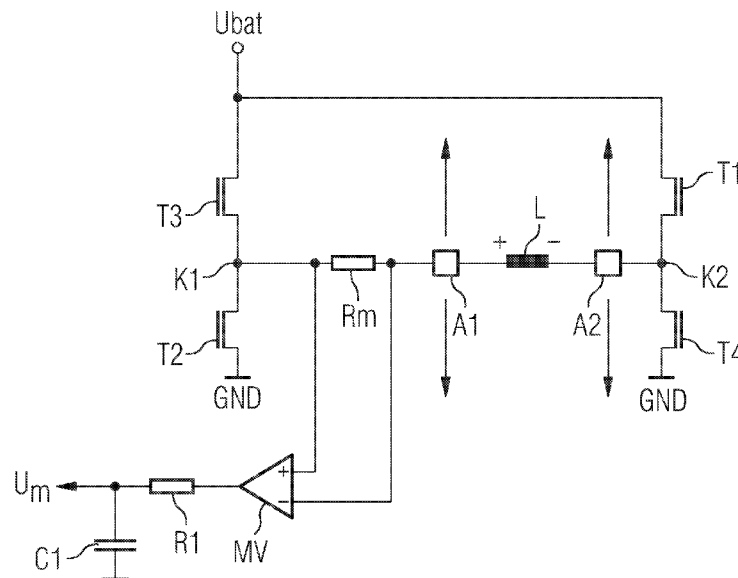 Ubat
T3
T1
L
+ −
K1
Rm
A1
A2
K2
T2
T4
GND
GND
+
−
Um
R1
MV
C1